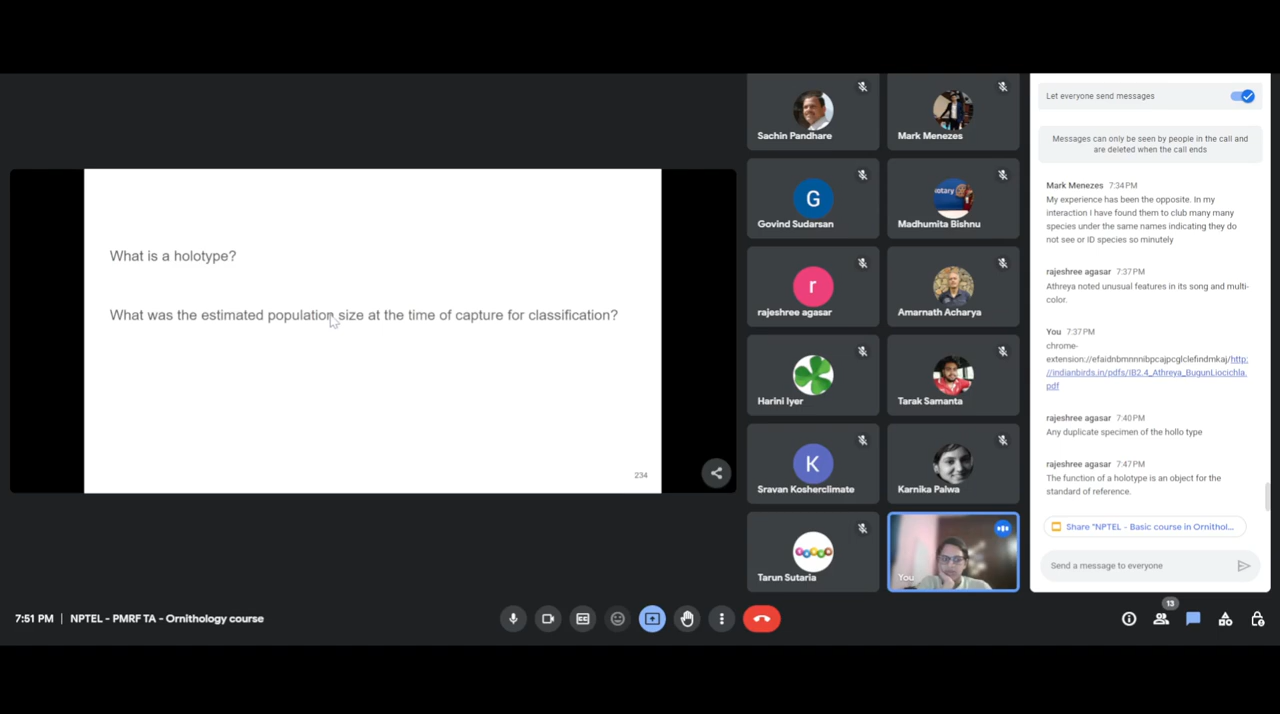 What is a holotype?
What was the estimated population size at the time of capture for classification?
234
Sachin Pandhare
Mark Menezes
G
Govind Sudarsan
otary
Madhumita Bishnu
r
rajeshree agasar
Amarnath Acharya
Harini Iyer
Tarak Samanta
K
Sravan Kosherclimate
Karnika Palwa
Tarun Sutaria
You
Let everyone send messages
Messages can only be seen by people in the call and
are deleted when the call ends
Mark Menezes 7:34 PM
My experience has been the opposite. In my
interaction I have found them to club many many
species under the same names indicating they do
not see or ID species so minutely
rajeshree agasar 7:37 PM
Athreya noted unusual features in its song and multi-
color.
You 7:37 PM
chrome-
extension://efaidnbmnnnibpcajpcglclefindmkaj/http:
//indianbirds.in/pdfs/IB2.4_Athreya_BugunLiocichla.
pdf
rajeshree agasar 7:40 PM
Any duplicate specimen of the hollo type
rajeshree agasar 7:47 PM
The function of a holotype is an object for the
standard of reference.
Share "NPTEL - Basic course in Ornithol...
Send a message to everyone
7:51 PM | NPTEL - PMRF TA - Ornithology course
13